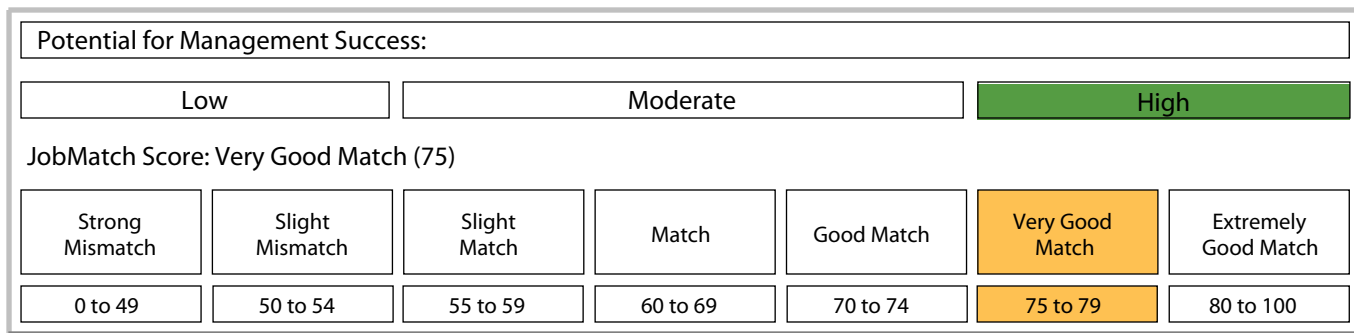 Potential for Management Success:
Low Moderate High
JobMatch Score: Very Good Match (75)
Strong Mismatch
Slight Mismatch
Slight Match
Match
Good Match
Very Good Match
Extremely Good Match
0 to 49 50 to 54 55 to 59 60 to 69 70 to 74 75 to 79 80 to 100